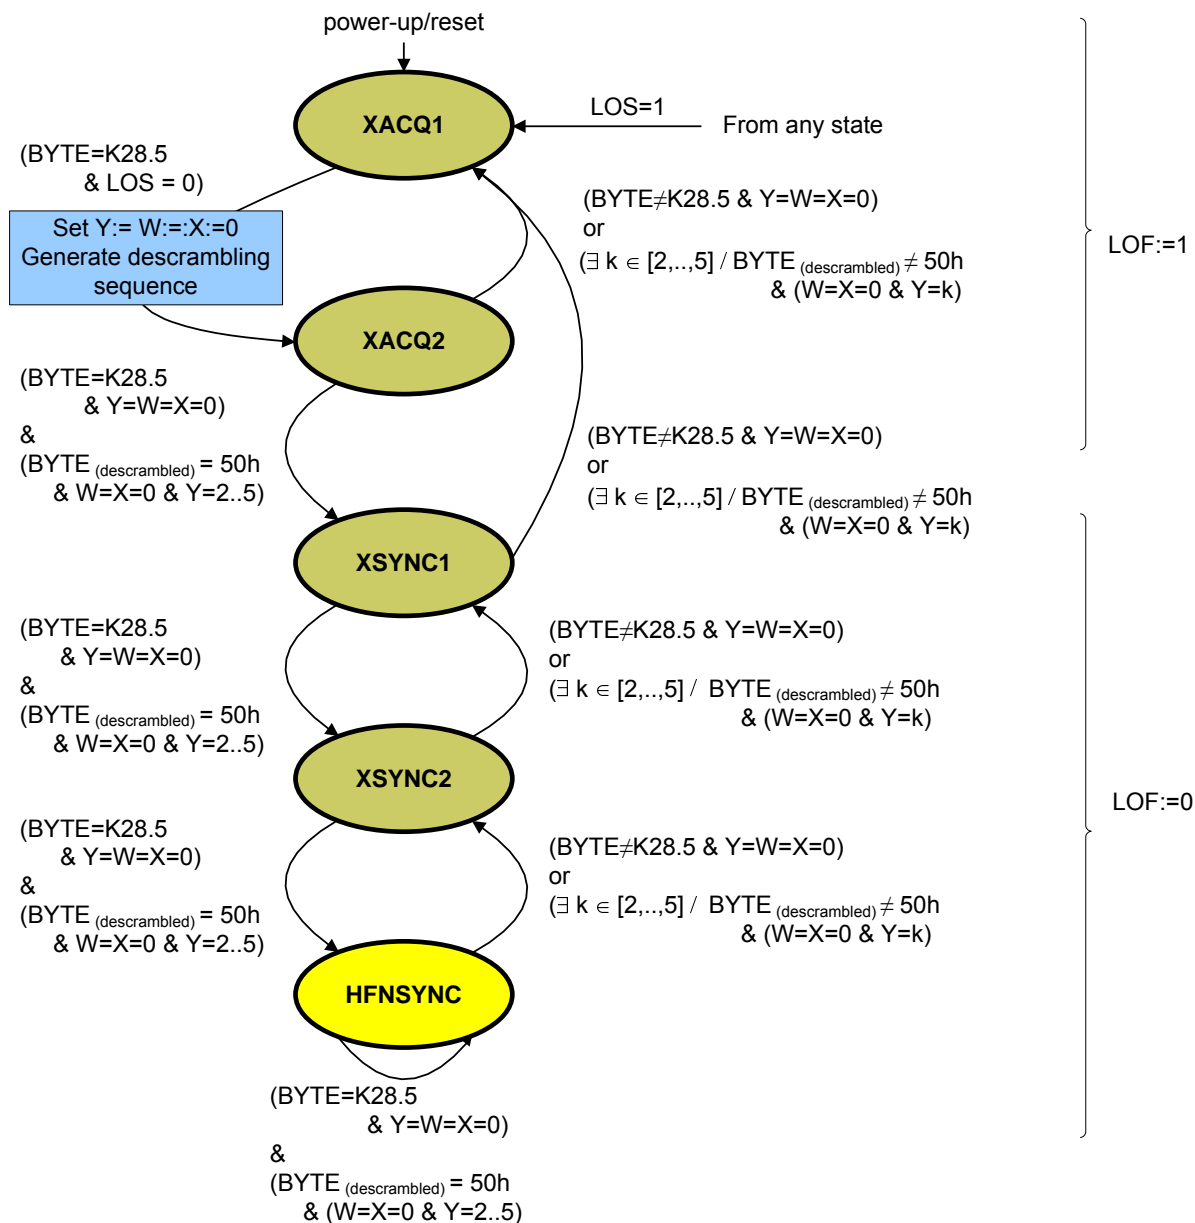 power-up/reset
XACQ1
LOS=1
From any state
(BYTE=K28.5
& LOS = 0)
Set Y:= W:=:X:=0
Generate descrambling
sequence
(BYTE≠K28.5 & Y=W=X=0)
or
(∃ k ∈ [2,..,5] / BYTE (descrambled) ≠ 50h
& (W=X=0 & Y=k)
LOF:=1
XACQ2
(BYTE=K28.5
& Y=W=X=0)
&
(BYTE (descrambled) = 50h
& W=X=0 & Y=2..5)
(BYTE≠K28.5 & Y=W=X=0)
or
(∃ k ∈ [2,..,5] / BYTE (descrambled) ≠ 50h
& (W=X=0 & Y=k)
XSYNC1
(BYTE=K28.5
& Y=W=X=0)
&
(BYTE (descrambled) = 50h
& W=X=0 & Y=2..5)
(BYTE≠K28.5 & Y=W=X=0)
or
(∃ k ∈ [2,..,5] / BYTE (descrambled) ≠ 50h
& (W=X=0 & Y=k)
XSYNC2
LOF:=0
(BYTE=K28.5
& Y=W=X=0)
&
(BYTE (descrambled) = 50h
& W=X=0 & Y=2..5)
(BYTE≠K28.5 & Y=W=X=0)
or
(∃ k ∈ [2,..,5] / BYTE (descrambled) ≠ 50h
& (W=X=0 & Y=k)
HFNSYNC
(BYTE=K28.5
& Y=W=X=0)
&
(BYTE (descrambled) = 50h
& (W=X=0 & Y=2..5)